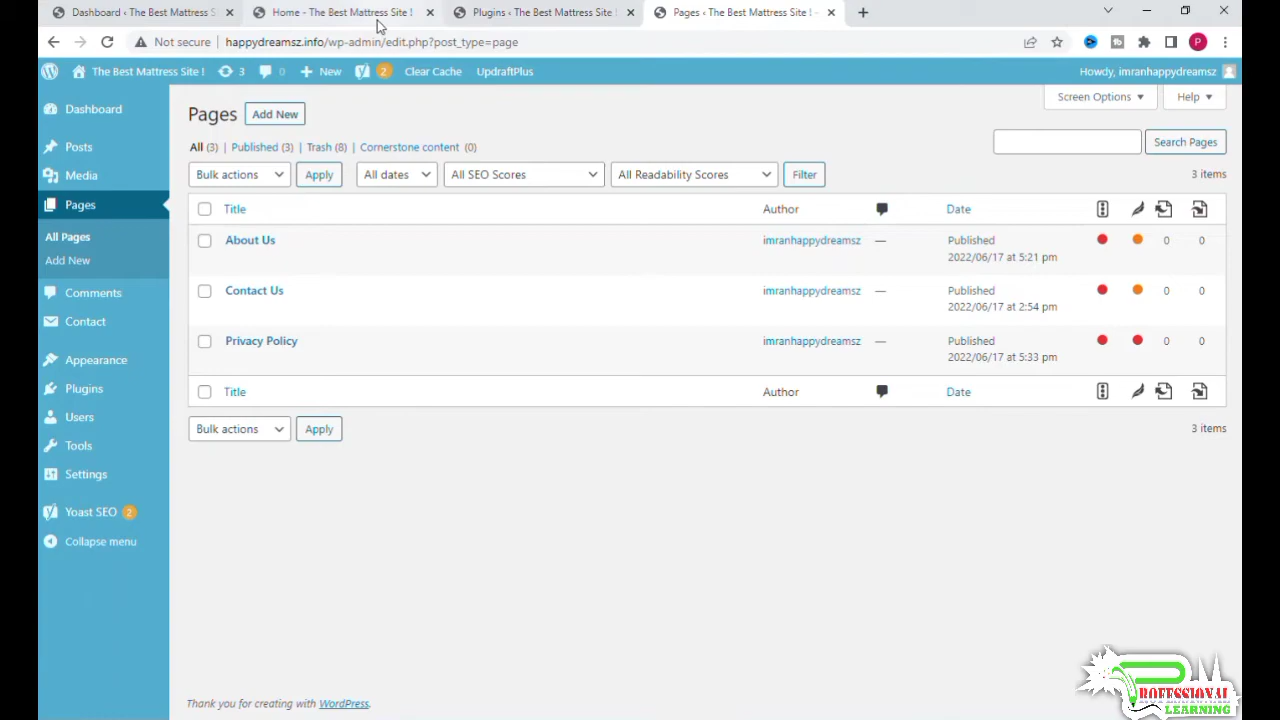 Dashboard ‹ The Best Mattress S
Home - The Best Mattress Site !
Plugins ‹ The Best Mattress Site !
Pages ‹ The Best Mattress Site ! -
Not secure
happydreamsz.info/wp-admin/edit.php?post_type=page
P
The Best Mattress Site !
3
0
New
2
Clear Cache
UpdraftPlus
Howdy, imranhappydreamsz
Dashboard
Posts
Media
Pages
All Pages
Add New
Comments
Contact
Appearance
Plugins
Users
Tools
Settings
Yoast SEO 2
Collapse menu
Pages
Add New
Screen Options
Help
All (3) | Published (3) | Trash (8) | Cornerstone content (0)
Search Pages
Bulk actions
Apply
All dates
All SEO Scores
All Readability Scores
Filter
3 items
Title Author Date
About Us imranhappydreamsz — Published 0 0
2022/06/17 at 5:21 pm
Contact Us imranhappydreamsz — Published 0 0
2022/06/17 at 2:54 pm
Privacy Policy imranhappydreamsz — Published 0 0
2022/06/17 at 5:33 pm
Title Author Date
Bulk actions
Apply
3 items
Thank you for creating with WordPress.
ROFESSIONAL
LEARNING